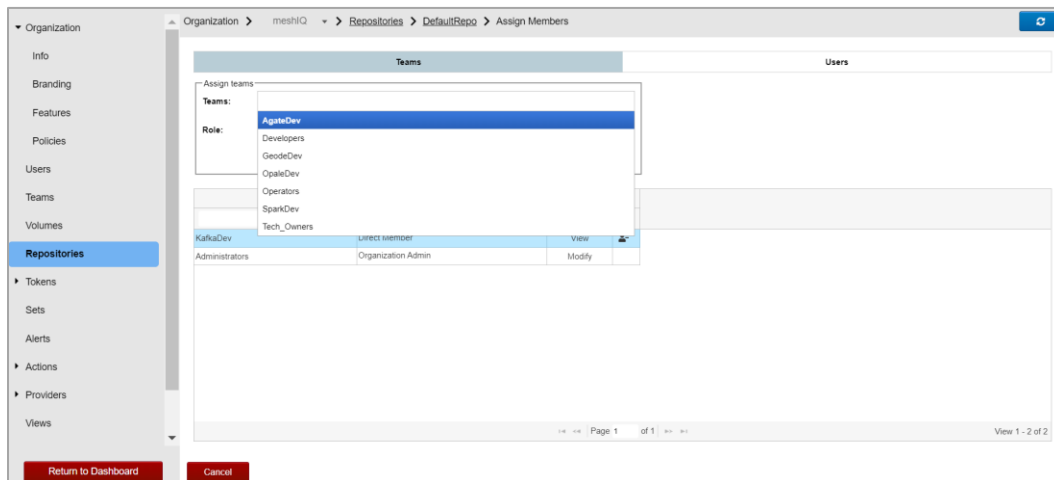 Organization
Info
Branding
Features
Policies
Users
Teams
Volumes
Repositories
Tokens
Sets
Alerts
Actions
Providers
Views
Return to Dashboard
Organization > meshIQ > Repositories > DefaultRepo > Assign Members
Teams Users
Assign teams
Teams:
AgateDev
Developers
GeodeDev
OpaleDev
Operators
SparkDev
Tech_Owners
Role:
KafkaDev Direct Member View
Administrators Organization Admin Modify
Page 1 of 1
View 1 - 2 of 2
Cancel